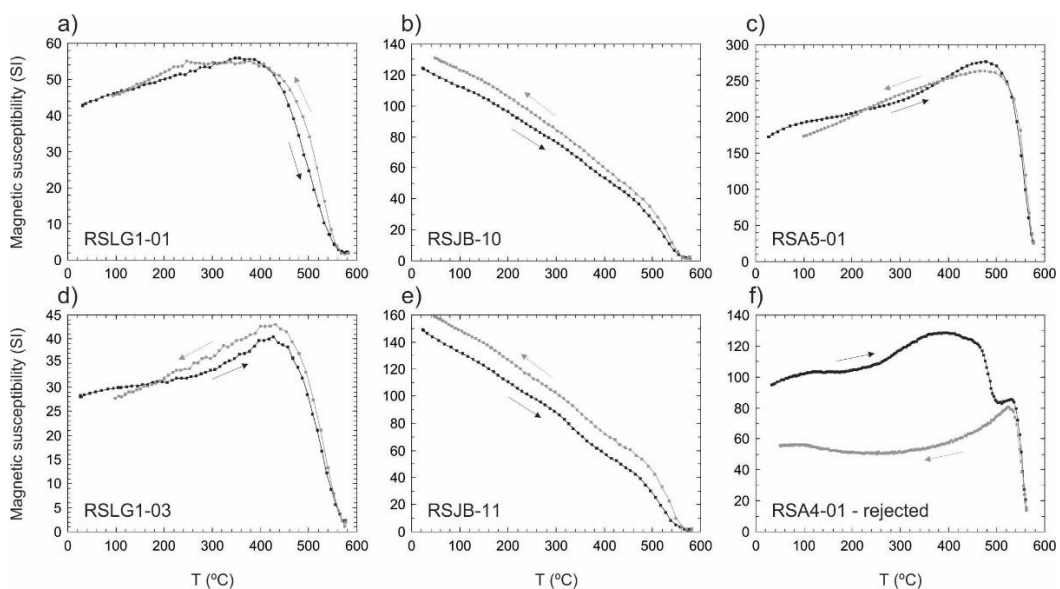 a)
b)
c)
Magnetic susceptibility (SI)
60
50
40
30
20
10
0
RSLG1-01
0 100 200 300 400 500 600
140
120
100
80
60
40
20
0
RSJB-10
0 100 200 300 400 500 600
300
250
200
150
100
50
0
RSA5-01
0 100 200 300 400 500 600
d)
e)
f)
Magnetic susceptibility (SI)
45
40
35
30
25
20
15
10
5
0
RSLG1-03
0 100 200 300 400 500 600
T (ºC)
160
140
120
100
80
60
40
20
0
RSJB-11
0 100 200 300 400 500 600
T (ºC)
140
120
100
80
60
40
20
0
RSA4-01 - rejected
0 100 200 300 400 500 600
T (ºC)